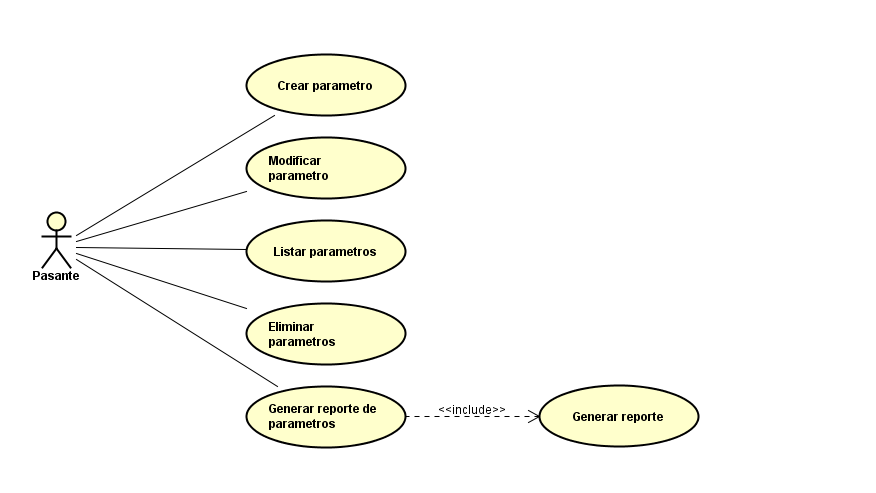 Crear parametro
Modificar
parametro
Listar parametros
Pasante
Eliminar
parametros
Generar reporte de
parametros
<<include>>
Generar reporte